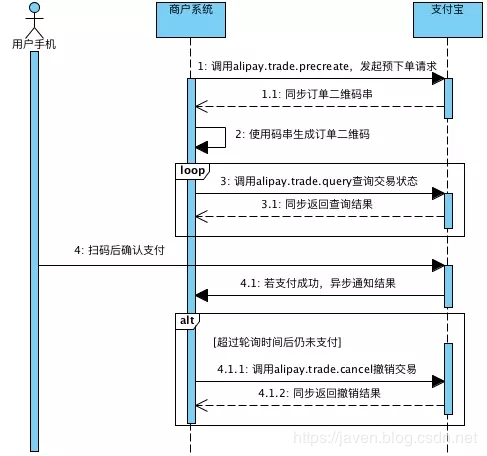 用户手机
商户系统
支付宝
1: 调用alipay.trade.precreate，发起预下单请求
1.1: 同步订单二维码串
2: 使用码串生成订单二维码
loop
3: 调用alipay.trade.query查询交易状态
3.1: 同步返回查询结果
4: 扫码后确认支付
4.1: 若支付成功，异步通知结果
alt
[超过轮询时间后仍未支付]
4.1.1: 调用alipay.trade.cancel撤销交易
4.1.2: 同步返回撤销结果
https://javen.blog.csdn.net